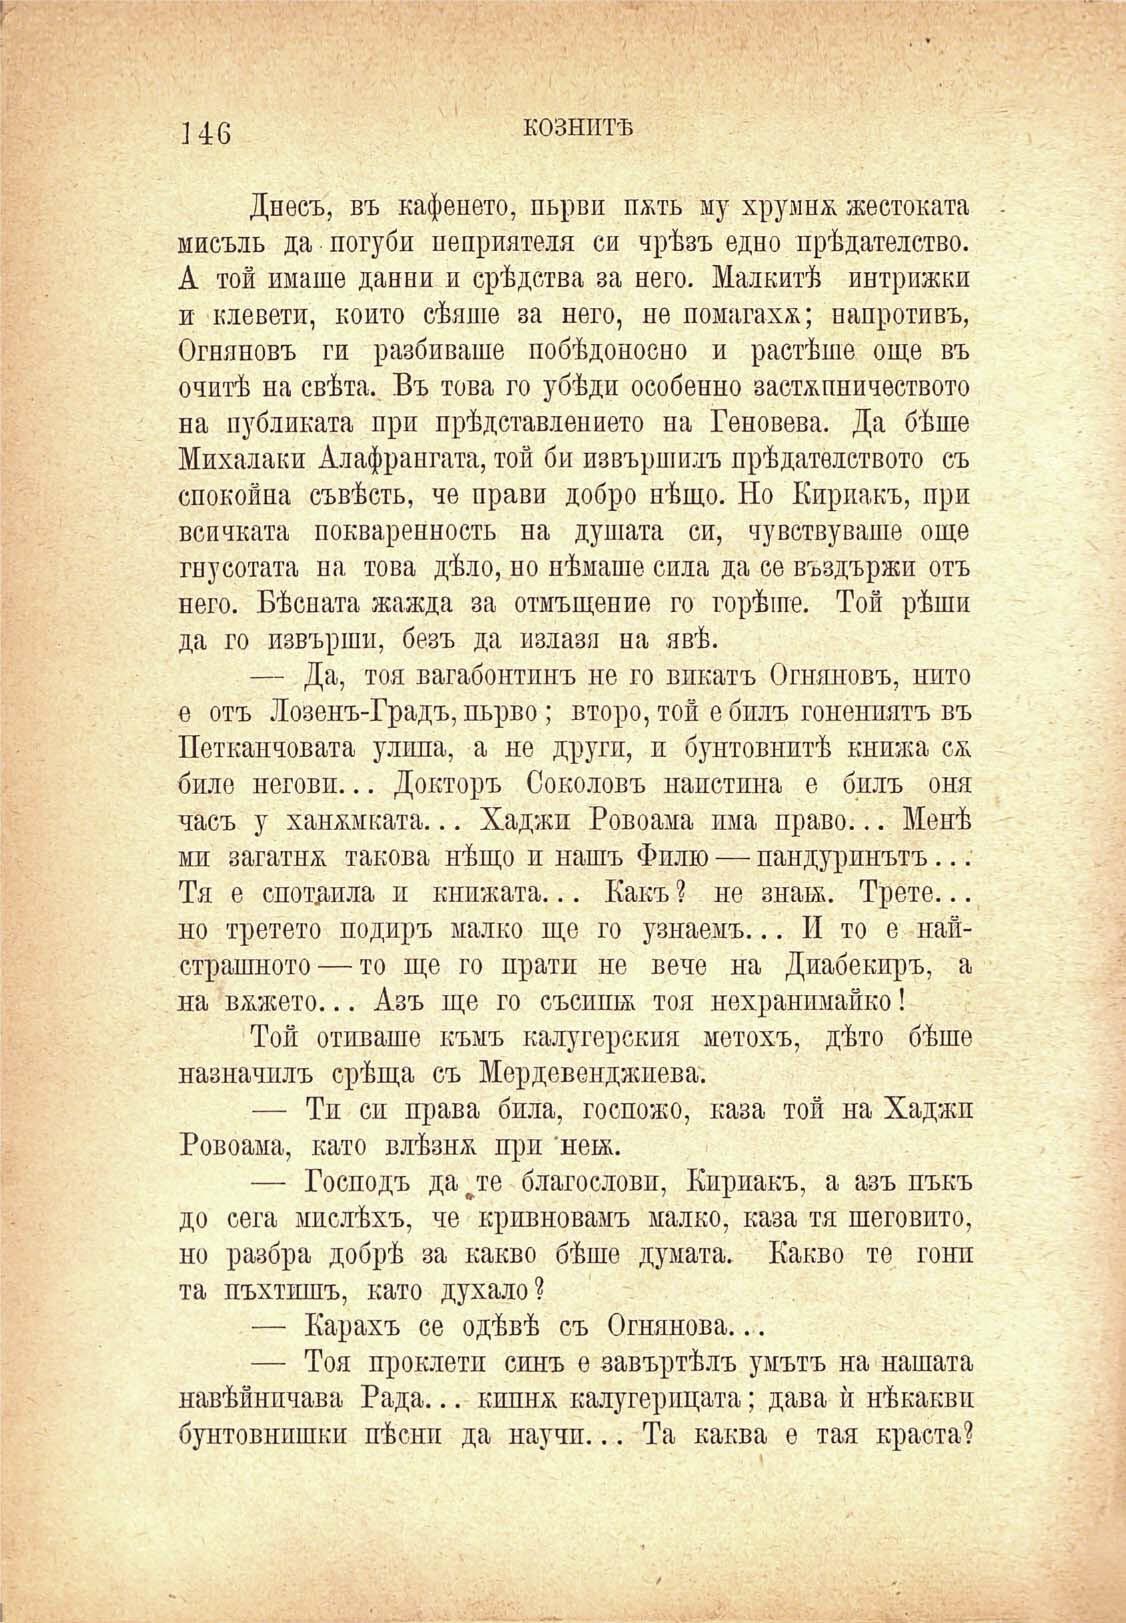 146
КОЗНИТѢ
Днесъ, въ кафенето, пьрви пѫть му хрумнѫ жестоката
мисъль да погуби неприятеля си чрѣзъ едно прѣдателство.
А той имаше данни и срѣдства за него. Малкитѣ интрижки
и клевети, които сѣяше за него, не помагахѫ; напротивъ,
Огняновъ ги разбиваше побѣдоносно и растѣше още въ
очитѣ на свѣта. Въ това го убѣди особенно застѫпничеството
на публиката при прѣдставлението на Геновева. Да бѣше
Михалаки Алафрангата, той би извършилъ прѣдателството съ
спокойна съвѣсть, че прави добро нѣщо. Но Кириакъ, при
всичката поквaренность на душата си, чувствуваше още
гнусотата на това дѣло, но нѣмаше сила да се въздържи отъ
него. Бѣсната жажда за отмъщение го горѣше. Той рѣши
да го извърши, безъ да излазя на явѣ.
— Да, тоя вагабонтинъ не го викатъ Огняновъ, нито
е отъ Лозенъ-Градъ, пьрво; второ, той е билъ гонениятъ въ
Петканчовата улица, а не други, и бунтовнитѣ книжа сѫ
биле негови... Докторъ Соколовъ наистина е билъ оня
часъ у ханѫмката... Хаджи Ровоама има право... Менѣ
ми загатнѫ такова нѣщо и нашъ Филю — пандуринътъ...
Тя е спотаила и книжата... Какъ? не знаѭ. Трете...
но третето подиръ малко ще го узнаемъ... И то е най-
страшното — то ще го прати не вече на Диабекиръ, а
на вѫжето... Азъ ще го съсипѭ тоя нехранимайко!
Той отиваше къмъ калугерския метохъ, дѣто бѣше
назначилъ срѣща съ Мердевенджиева.
— Ти си права била, госпожо, каза той на Хаджи
Ровоама, като влѣзнѫ при неѭ.
— Господъ да те благослови, Кириакъ, а азъ пъкъ
до сега мислѣхъ, че кривновамъ малко, каза тя шеговито,
но разбра добрѣ за какво бѣше думата. Какво те гони
та пъхтишъ, като духало?
— Карахъ се одѣвѣ съ Огнянова...
— Тоя проклети синъ е завъртѣлъ умътъ на нашата
навѣйничава Рада... кипнѫ калугерицата; дава ѝ нѣкакви
бунтовнишки пѣсни да научи... Та каква е тая краста?